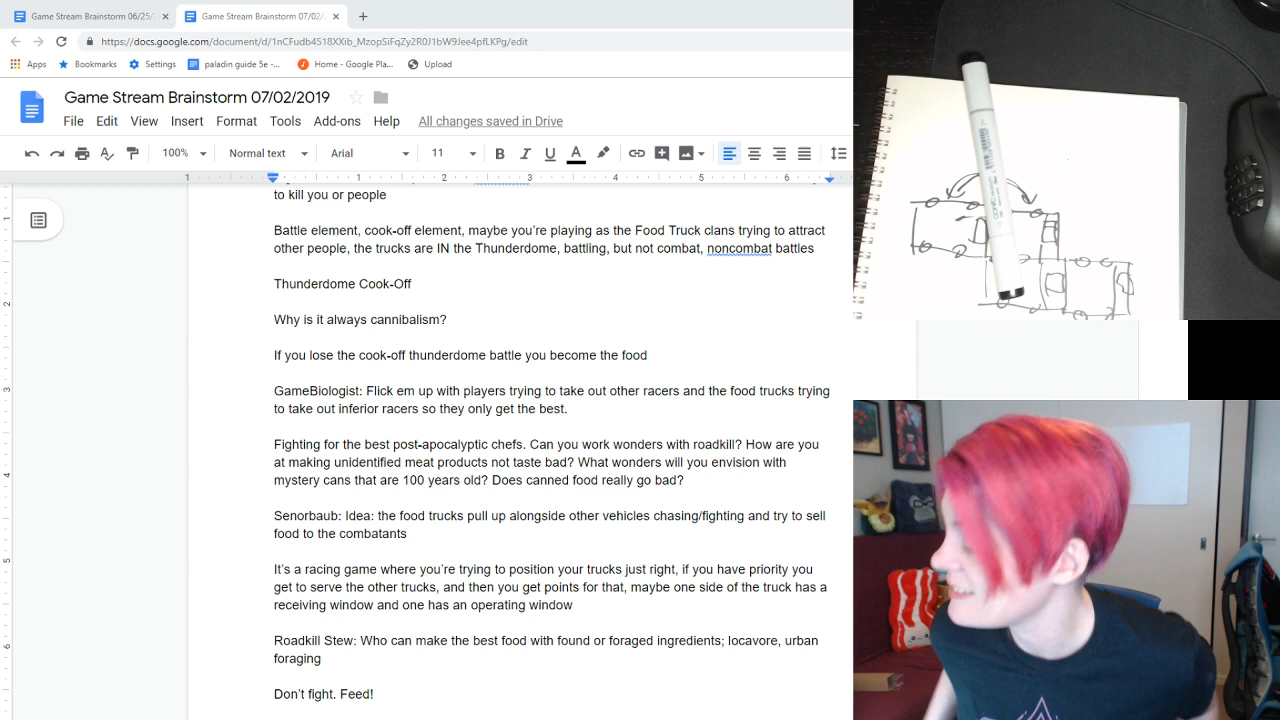 Game Stream Brainstorm 06/25/
Game Stream Brainstorm 07/02/
https://docs.google.com/document/d/1nCFudb4518XXib_MzopSiFqZy2R0J1bW9Jee4pfLKPg/edit
Apps Bookmarks Settings paladin guide 5e -... Home - Google Pla... Upload
Game Stream Brainstorm 07/02/2019
File Edit View Insert Format Tools Add-ons Help All changes saved in Drive
100% Normal text Arial 11 B I U A
1 1 2 3 4 5 6
to kill you or people
Battle element, cook-off element, maybe you're playing as the Food Truck clans trying to attract
other people, the trucks are IN the Thunderdome, battling, but not combat, noncombat battles
Thunderdome Cook-Off
Why is it always cannibalism?
If you lose the cook-off thunderdome battle you become the food
GameBiologist: Flick em up with players trying to take out other racers and the food trucks trying
to take out inferior racers so they only get the best.
Fighting for the best post-apocalyptic chefs. Can you work wonders with roadkill? How are you
at making unidentified meat products not taste bad? What wonders will you envision with
mystery cans that are 100 years old? Does canned food really go bad?
Senorbaub: Idea: the food trucks pull up alongside other vehicles chasing/fighting and try to sell
food to the combatants
It's a racing game where you're trying to position your trucks just right, if you have priority you
get to serve the other trucks, and then you get points for that, maybe one side of the truck has a
receiving window and one has an operating window
Roadkill Stew: Who can make the best food with found or foraged ingredients; locavore, urban
foraging
Don't fight. Feed!
1
2
3
4
5
6